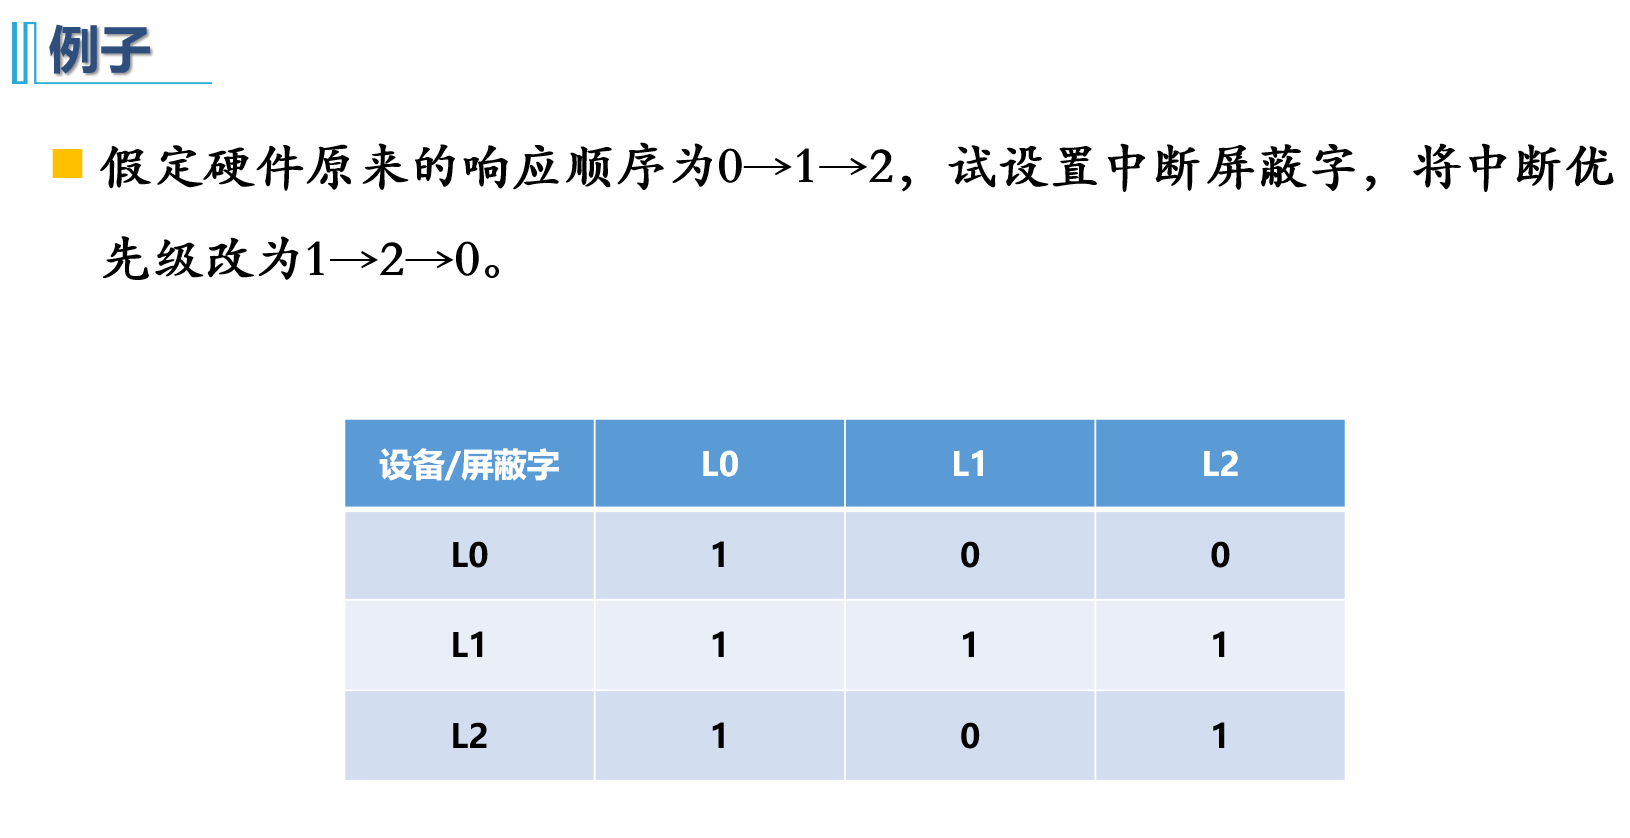 例子
假定硬件原来的响应顺序为0→1→2，试设置中断屏蔽字，将中断优
先级改为1→2→0。
设备/屏蔽字 L0 L1 L2
L0 1 0 0
L1 1 1 1
L2 1 0 1